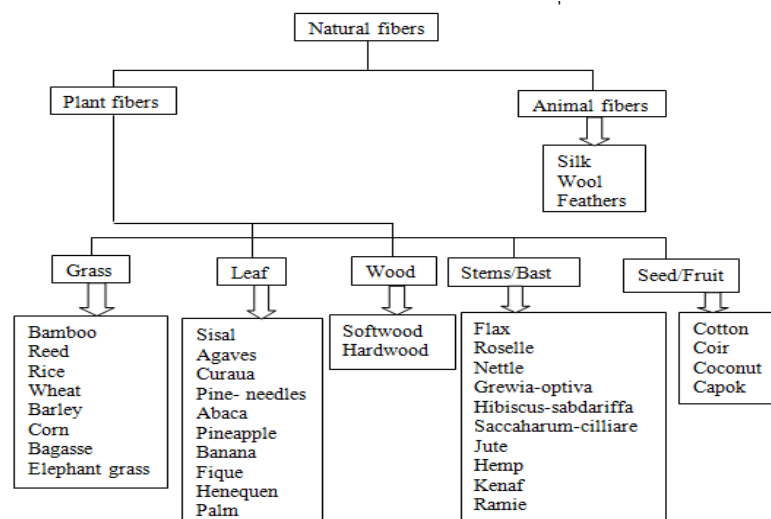 Natural fibers
Plant fibers
Animal fibers
Silk
Wool
Feathers
Grass
Leaf
Wood
Stems/Bast
Seed/Fruit
Bamboo
Reed
Rice
Wheat
Barley
Corn
Bagasse
Elephant grass
Sisal
Agaves
Curaua
Pine- needles
Abaca
Pineapple
Banana
Fique
Henequen
Palm
Softwood
Hardwood
Flax
Roselle
Nettle
Grewia-optiva
Hibiscus-sabdariffa
Saccaharum-cilliare
Jute
Hemp
Kenaf
Ramie
Cotton
Coir
Coconut
Capok